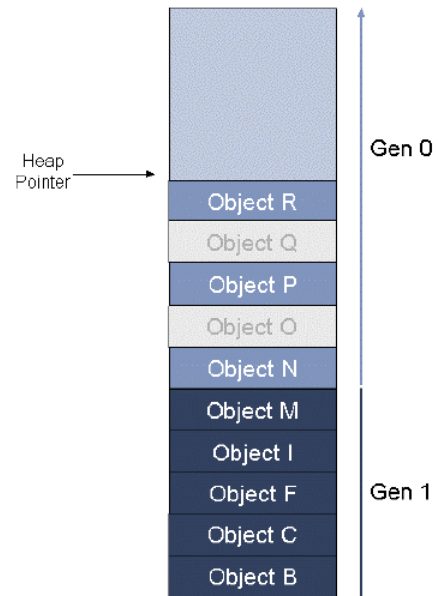 Gen 0
Heap
Pointer
Object R
Object Q
Object P
Object O
Object N
Object M
Object I
Gen 1
Object F
Object C
Object B